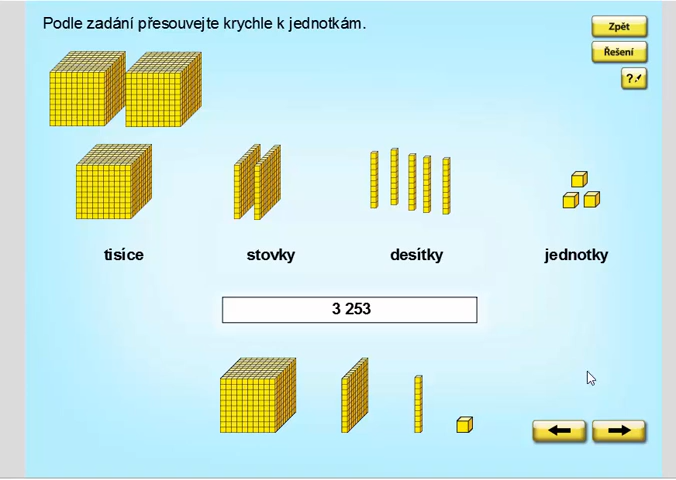 Podle zadání přesouvejte krychle k jednotkám.
Zpět
Řešení
?
tisíce stovky desítky jednotky
3 253